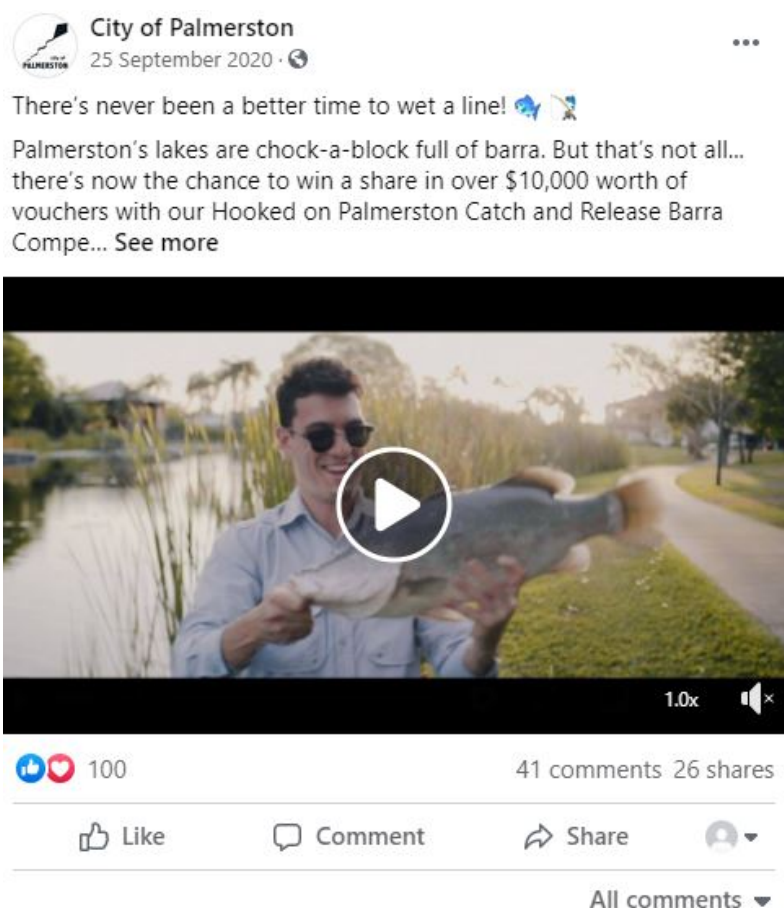 City of Palmerston
25 September 2020 ·
city of
PALMERSTON
There's never been a better time to wet a line! 🐟 🎣
Palmerston's lakes are chock-a-block full of barra. But that's not all...
there's now the chance to win a share in over $10,000 worth of
vouchers with our Hooked on Palmerston Catch and Release Barra
Compe... See more
1.0x
100
41 comments 26 shares
Like Comment Share
All comments